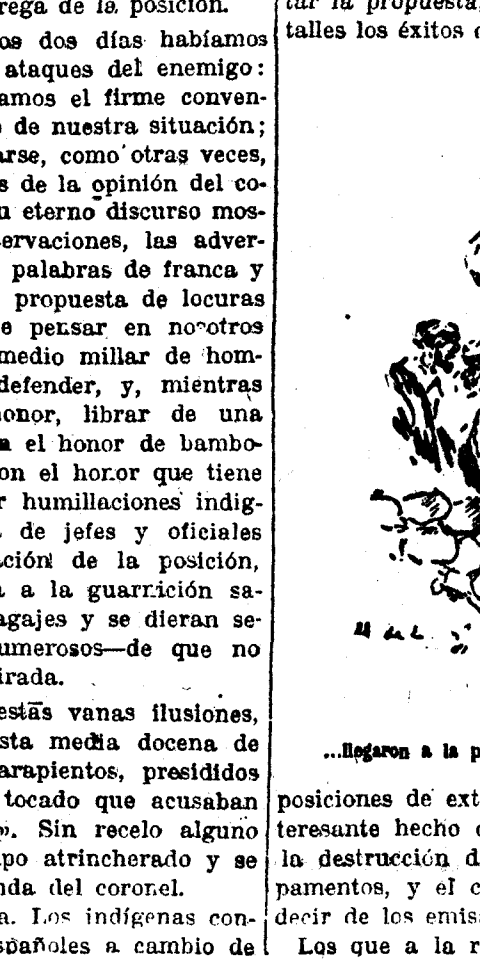 rega de la posición.
os dos días habíamos
ataques del enemigo:
amos el firme conven-
de nuestra situación;
arse, como otras veces,
s de la opinión del co-
n eterno discurso mos-
ervaciones, las adver-
palabras de franca y
propuesta de locuras
e pensar en nosotros
medio millar de hom-
defender, y, mientras
honor, librar de una
a el honor de bambo-
on el honor que tiene
r humillaciones indig-
de jefes y oficiales
ación de la posición,
a a la guarnición sa-
agajes y se dieran se-
umerosos—de que no
irada.
estas vanas ilusiones,
sta media docena de
arapientos, presididos
tocado que acusaban
». Sin recelo alguno
po atrincherado y se
nda del coronel.
a. Los indígenas con-
spañoles a cambio de
tar la propuesta,
talles los éxitos
...llegaron a la p
posiciones de ext
teresante hecho
la destrucción d
pamentos, y el c
decir de los emis
Los que a la r